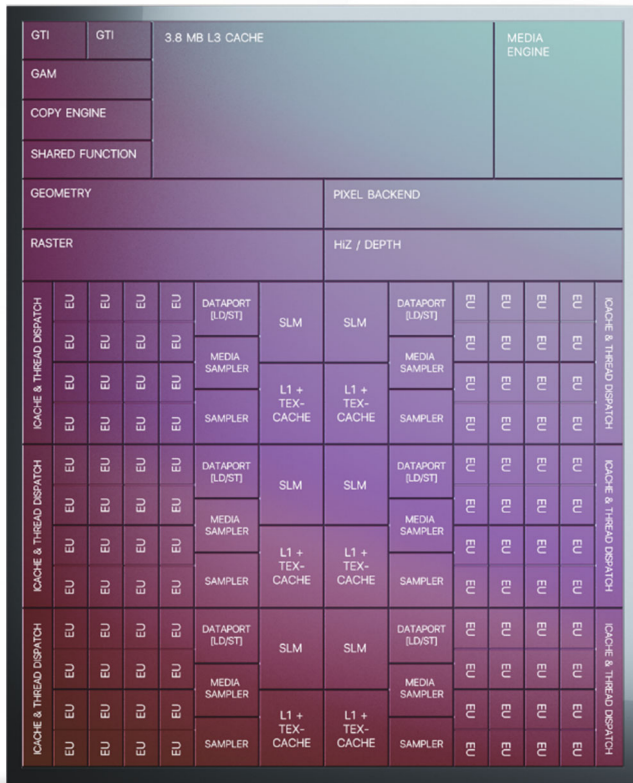 GTI GTI 3.8 MB L3 CACHE MEDIA
ENGINE
GAM
COPY ENGINE
SHARED FUNCTION
GEOMETRY PIXEL BACKEND
RASTER HiZ / DEPTH
ICACHE & THREAD DISPATCH
EU EU EU EU DATAPORT DATAPORT EU EU EU EU
[LD/ST] SLM SLM [LD/ST]
EU EU EU EU MEDIA MEDIA EU EU EU EU
SAMPLER SAMPLER
EU EU EU EU L1 + L1 + EU EU EU EU
TEX- TEX-
EU EU EU EU SAMPLER CACHE CACHE SAMPLER EU EU EU EU
ICACHE & THREAD DISPATCH
ICACHE & THREAD DISPATCH
EU EU EU EU DATAPORT DATAPORT EU EU EU EU
[LD/ST] SLM SLM [LD/ST]
EU EU EU EU MEDIA MEDIA EU EU EU EU
SAMPLER SAMPLER
EU EU EU EU L1 + L1 + EU EU EU EU
TEX- TEX-
EU EU EU EU SAMPLER CACHE CACHE SAMPLER EU EU EU EU
ICACHE & THREAD DISPATCH
ICACHE & THREAD DISPATCH
EU EU EU EU DATAPORT DATAPORT EU EU EU EU
[LD/ST] SLM SLM [LD/ST]
EU EU EU EU MEDIA MEDIA EU EU EU EU
SAMPLER SAMPLER
EU EU EU EU L1 + L1 + EU EU EU EU
TEX- TEX-
EU EU EU EU SAMPLER CACHE CACHE SAMPLER EU EU EU EU
ICACHE & THREAD DISPATCH